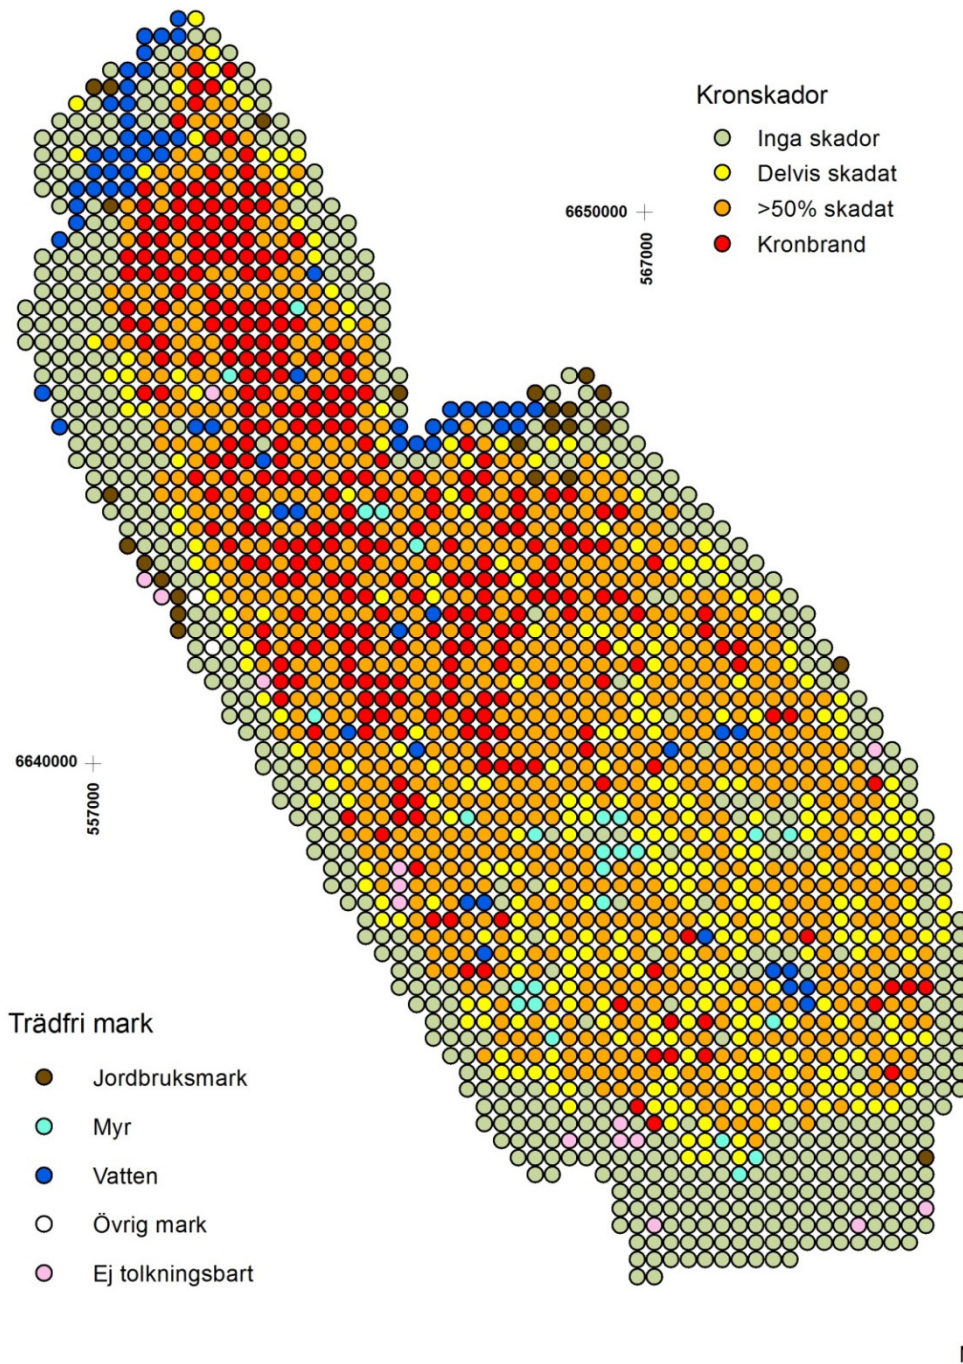 Kronskador
Inga skador
Delvis skadat
>50% skadat
Kronbrand
6650000
567000
6640000
557000
Trädfri mark
Jordbruksmark
Myr
Vatten
Övrig mark
Ej tolkningsbart